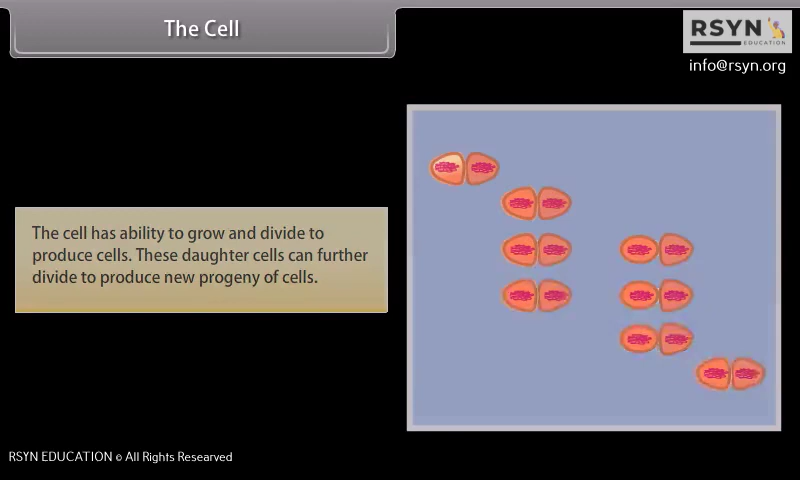 The Cell
RSYN
EDUCATION
info@rsyn.org
The cell has ability to grow and divide to
produce cells. These daughter cells can further
divide to produce new progeny of cells.
RSYN EDUCATION © All Rights Researved